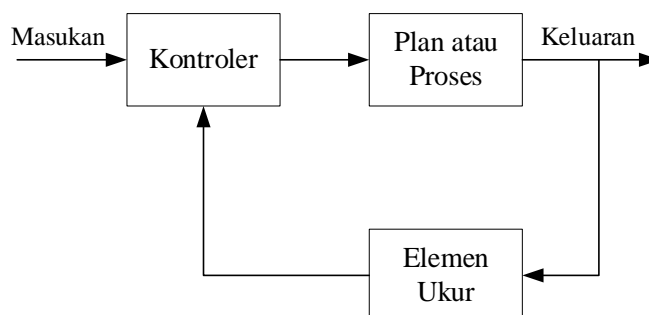 Masukan
Kontroler
Plan atau
Proses
Keluaran
Elemen
Ukur